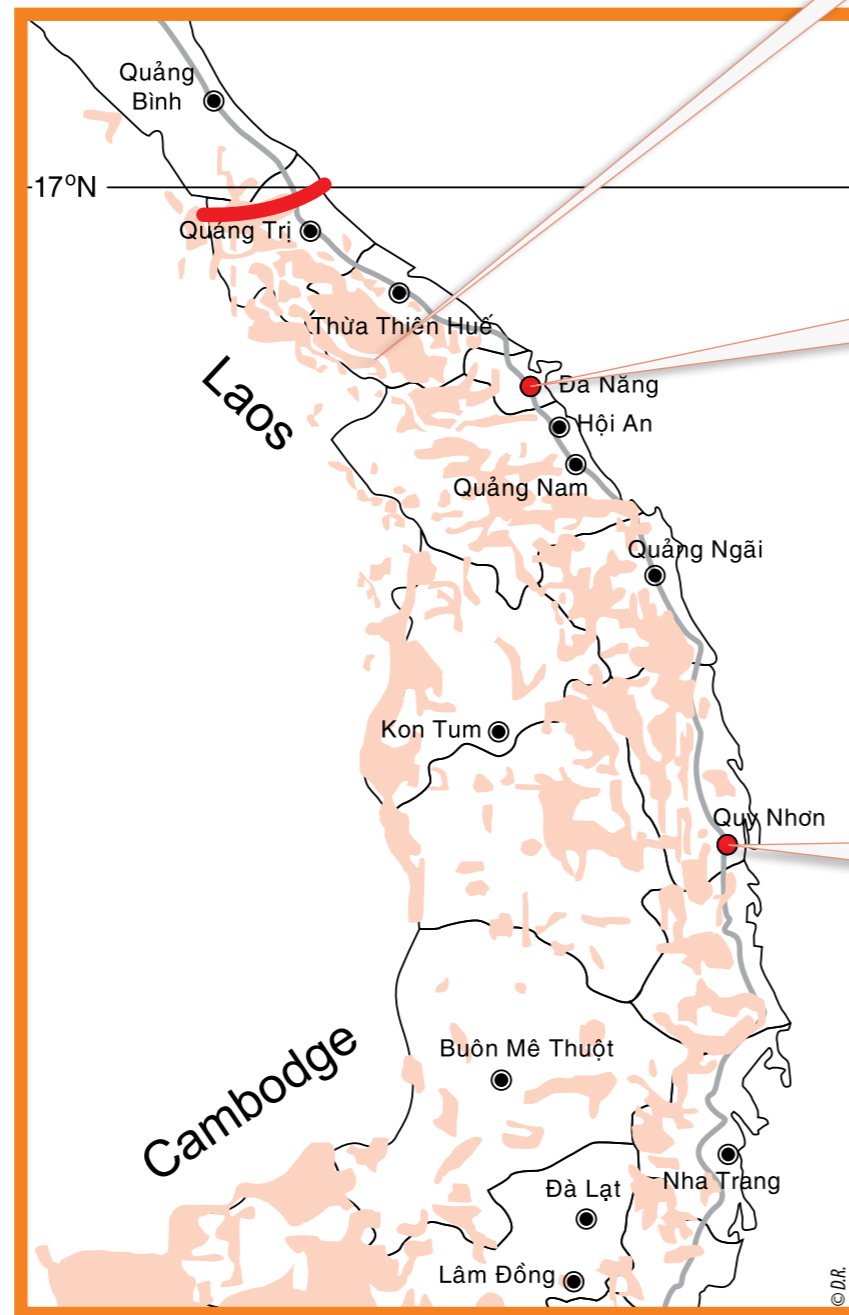 Quảng
Bình
17°N
Quảng Trị
Thừa Thiên Huế
Laos
Đa Năng
Hội An
Quảng Nam
Quảng Ngãi
Kon Tum
Quy Nhơn
Cambodge
Buôn Mê Thuột
Nha Trang
Đà Lạt
Lâm Đồng
© D.R.